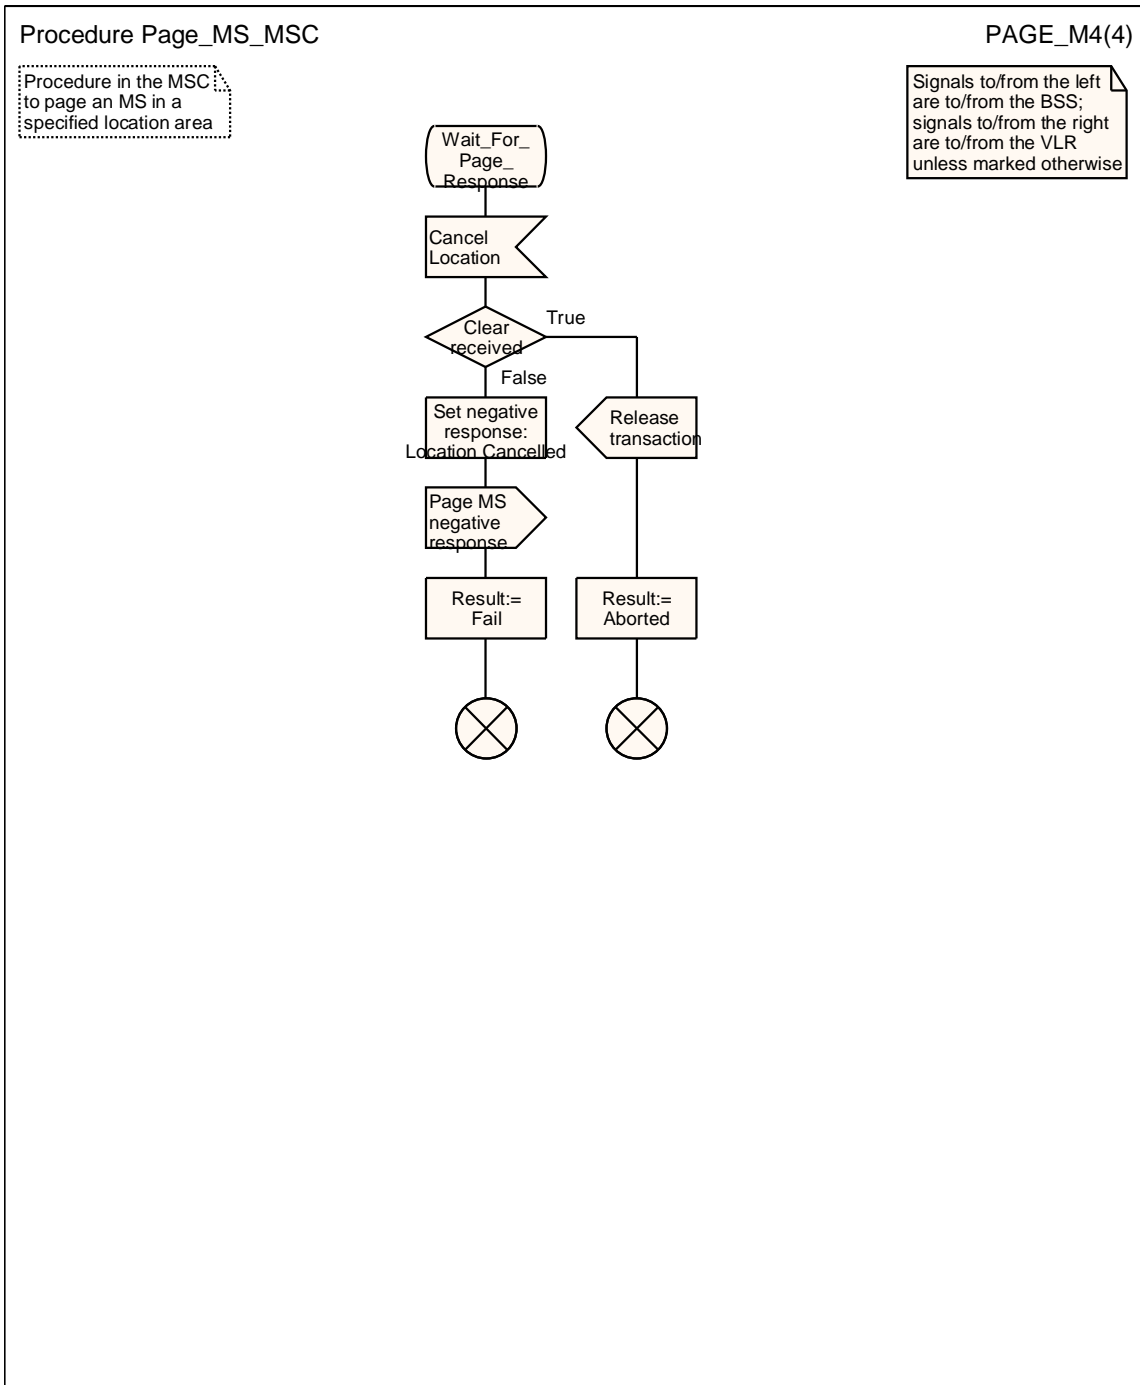 Procedure Page_MS_MSC
PAGE_M4(4)
Procedure in the MSC
to page an MS in a
specified location area
Signals to/from the left
are to/from the BSS;
signals to/from the right
are to/from the VLR
unless marked otherwise
Wait_For_
Page_
Response
Cancel
Location
Clear
received
True
False
Set negative
response:
Location Cancelled
Release
transaction
Page MS
negative
response
Result:=
Fail
Result:=
Aborted